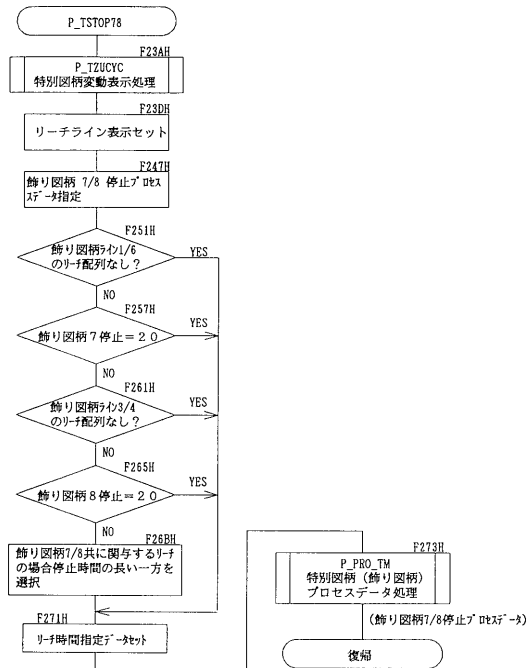 P_TSTOP78
F23AH
P_TZUCYC
特別図柄変動表示処理
F23DH
リーチライン表示セット
F247H
飾り図柄 7/8 停止プロセ
スデータ指定
F251H
飾り図柄ライン1/6
のリーチ配列なし？
YES
NO
F257H
飾り図柄７停止＝２０
YES
NO
F261H
飾り図柄ライン3/4
のリーチ配列なし？
YES
NO
F265H
飾り図柄８停止＝２０
YES
NO
F26BH
飾り図柄7/8共に関与するリーチ
の場合停止時間の長い一方を
選択
F271H
リーチ時間指定データセット
F273H
P_PRO_TM
特別図柄（飾り図柄）
プロセスデータ処理
(飾り図柄7/8停止プロセスデータ)
復帰